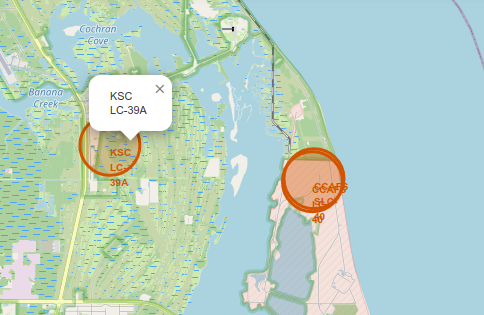 Cochran
Cove
Banana
Creek
KSC
LC-39A
KSC
LC-
39A
CCAFS
SLC-
40